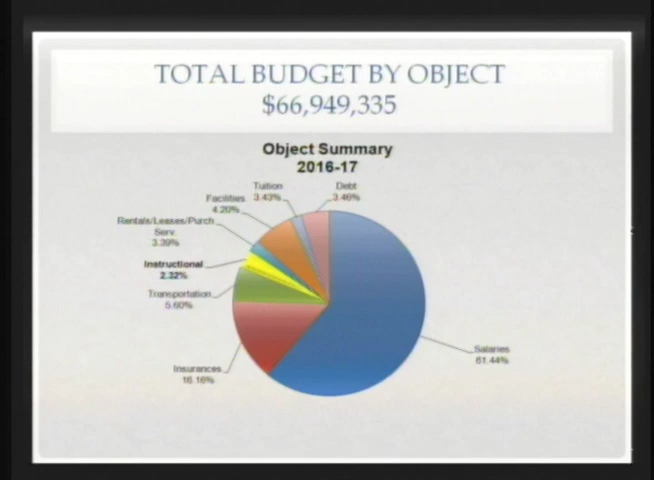 TOTAL BUDGET BY OBJECT
$66,949,335
Object Summary
2016-17
Tuition
3.43%
Debt
3.46%
Facilities
4.20%
Rentals/Leases/Purch
Serv.
3.39%
Instructional
2.32%
Transportation
5.60%
Salaries
61.44%
Insurances
16.16%